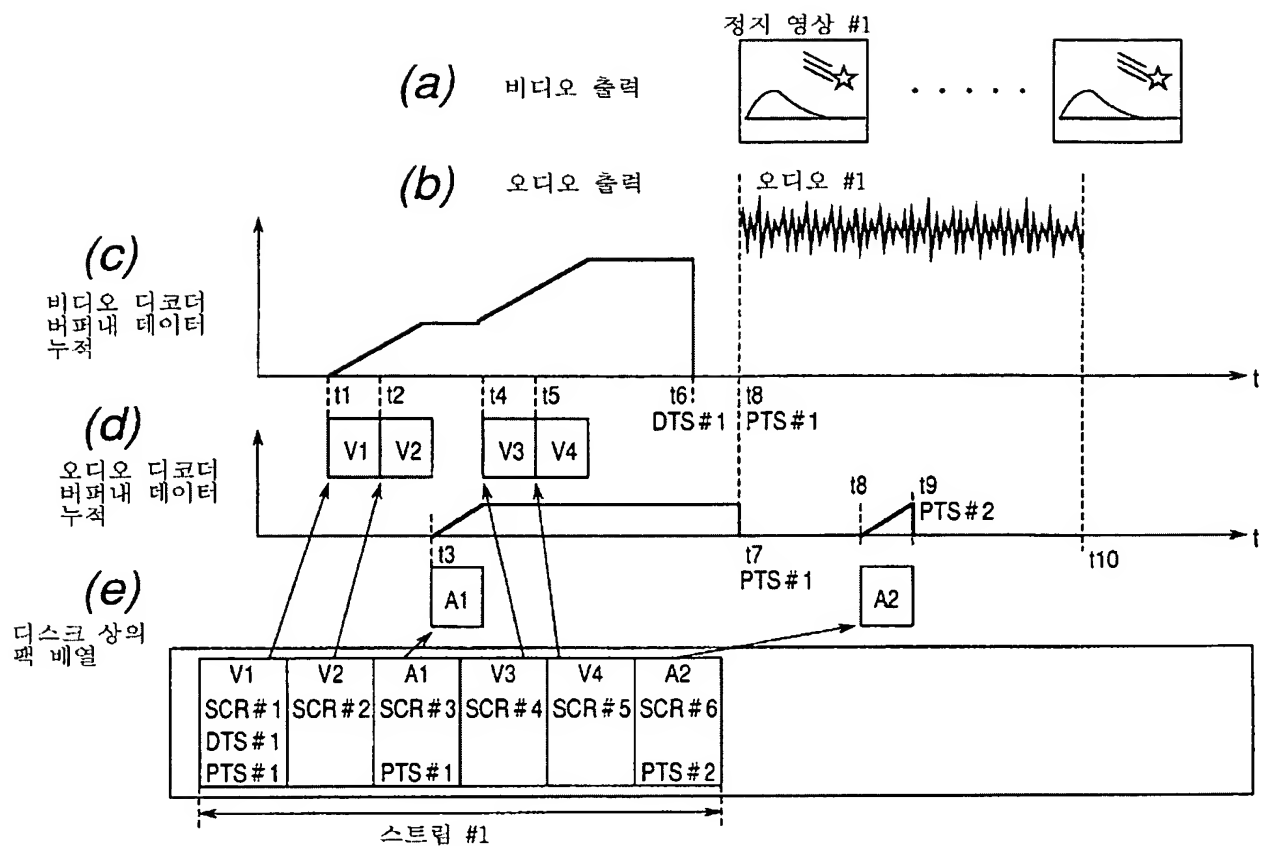 정지 영상 #1
(a) 비디오 출력
(b) 오디오 출력
오디오 #1
(c)
비디오 디코더
버퍼내 데이터
누적
t1 t2 t4 t5 t6 t8 t
DTS#1 PTS#1
(d)
V1 V2 V3 V4
오디오 디코더
버퍼내 데이터
누적
t8 t9
PTS#2
t3 t7 t10 t
PTS#1
(e)
A1 A2
디스크 상의
팩 배열
V1 V2 A1 V3 V4 A2
SCR#1 SCR#2 SCR#3 SCR#4 SCR#5 SCR#6
DTS#1
PTS#1 PTS#1 PTS#2
스트림 #1